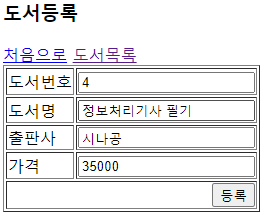 도서등록
처음으로 도서목록
도서번호 4
도서명 정보처리기사 필기
출판사 시나공
가격 35000
등록